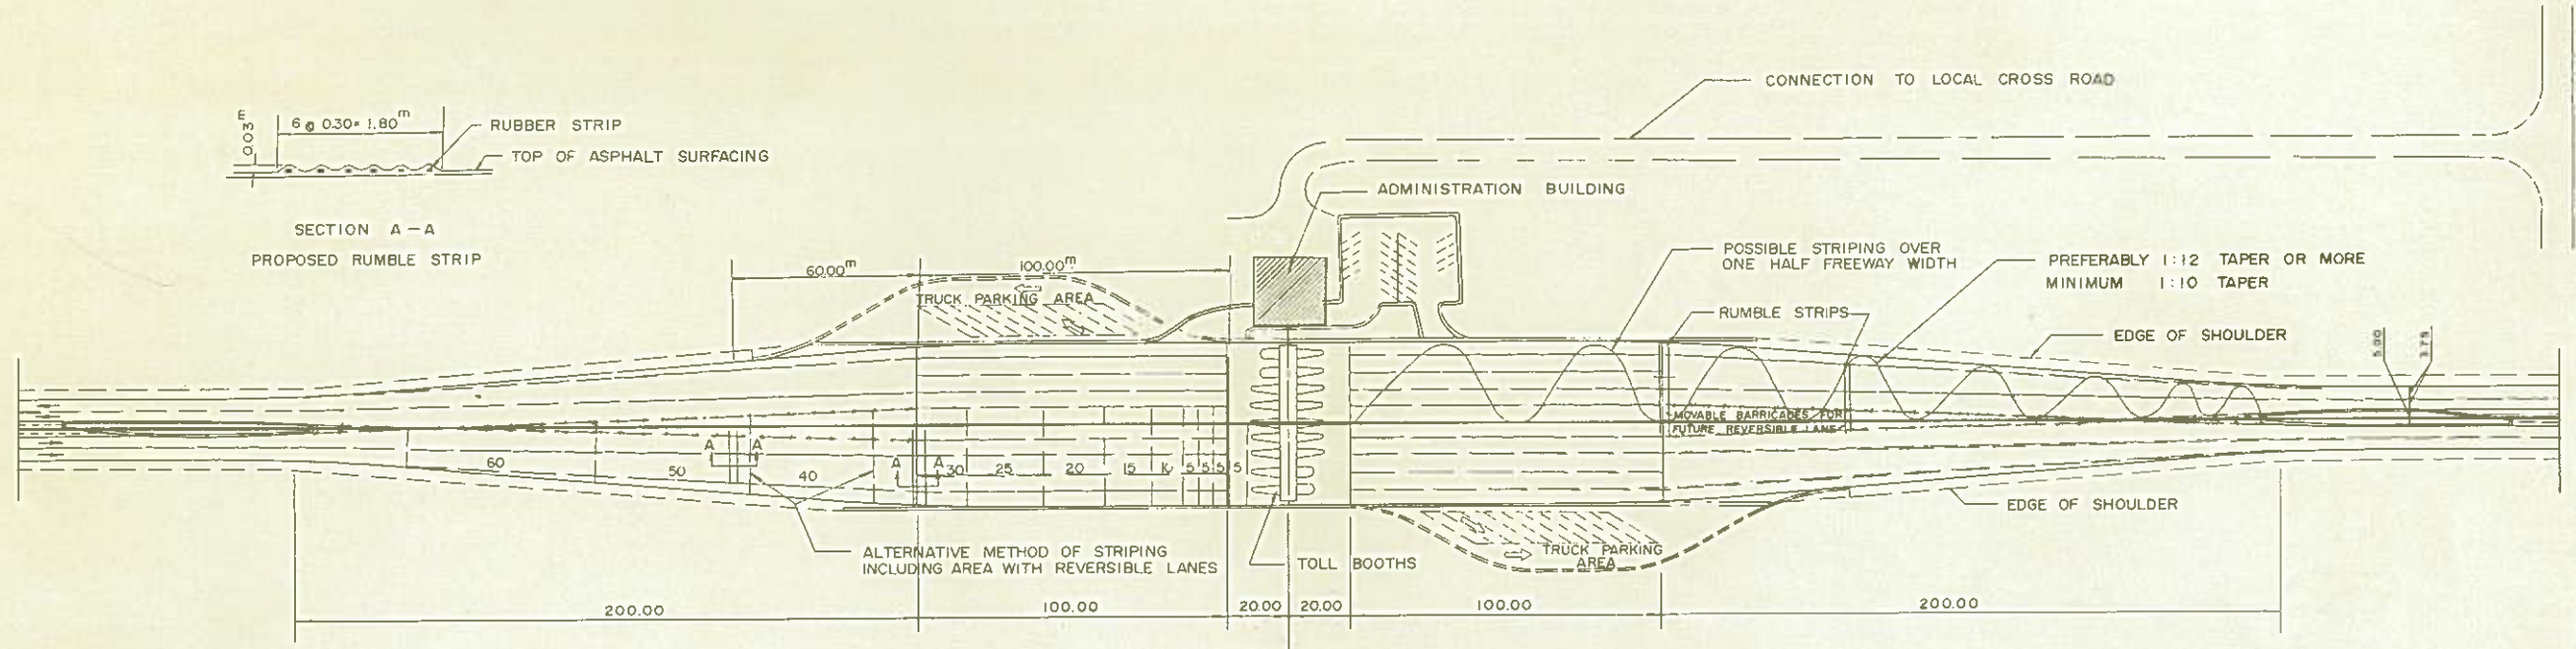 CONNECTION TO LOCAL CROSS ROAD
0.03m
6 @ 0.30= 1.80m
RUBBER STRIP
TOP OF ASPHALT SURFACING
SECTION A-A
PROPOSED RUMBLE STRIP
ADMINISTRATION BUILDING
60.00m
100.00m
TRUCK PARKING AREA
POSSIBLE STRIPING OVER
ONE HALF FREEWAY WIDTH
PREFERABLY 1:12 TAPER OR MORE
MINIMUM 1:10 TAPER
RUMBLE STRIPS
EDGE OF SHOULDER
5.00
3.75
MOVABLE BARRICADES FOR
FUTURE REVERSIBLE LANE
A A
A A
60 50 40 30 25 20 15 10 5 5 5 5
EDGE OF SHOULDER
ALTERNATIVE METHOD OF STRIPING
INCLUDING AREA WITH REVERSIBLE LANES
TOLL BOOTHS
TRUCK PARKING
AREA
200.00 100.00 20.00 20.00 100.00 200.00